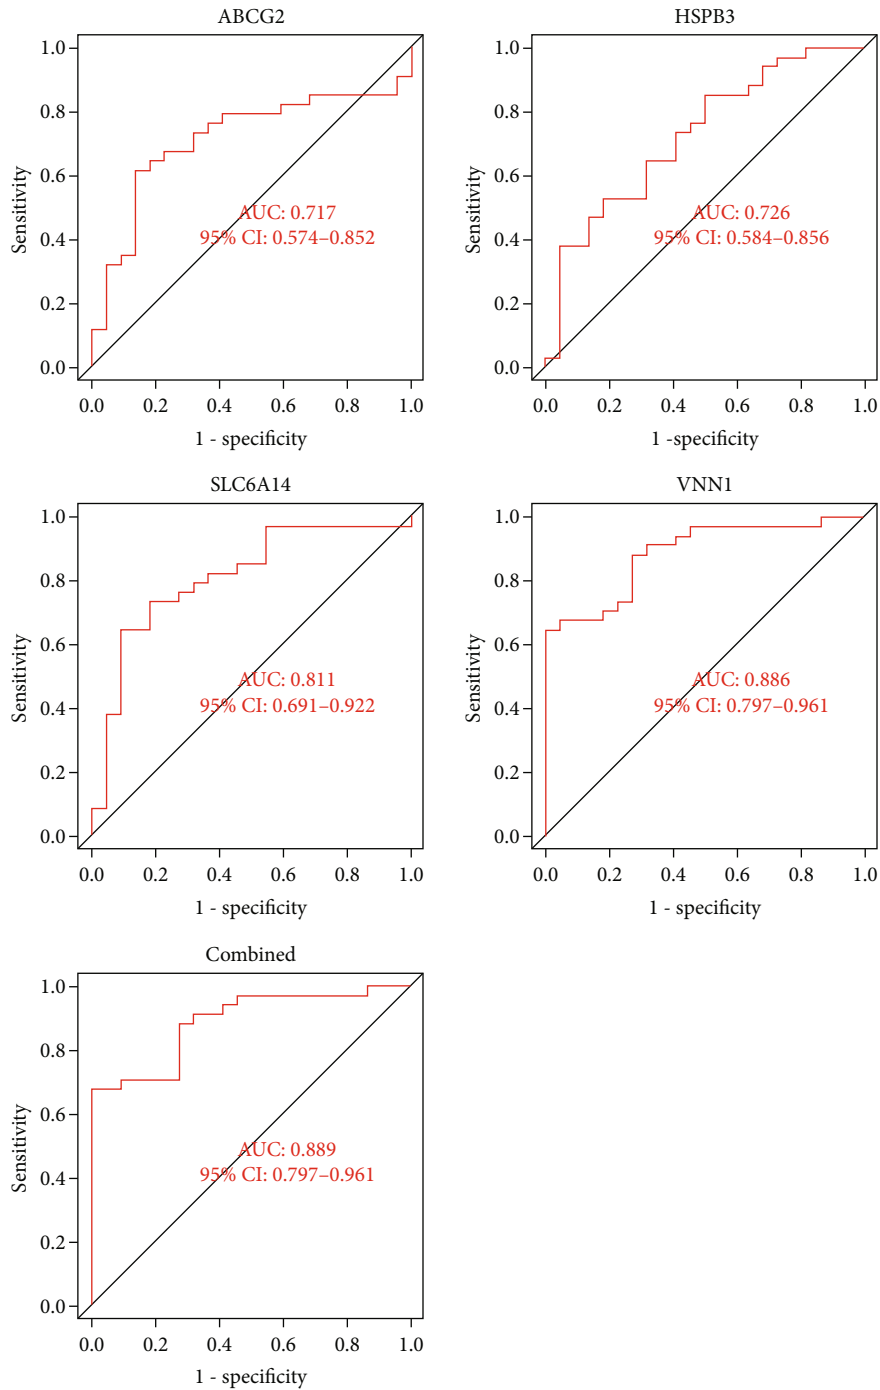 ABCG2
1.0
0.8
0.6
0.4
0.2
0.0
Sensitivity
AUC: 0.717
95% CI: 0.574–0.852
0.0 0.2 0.4 0.6 0.8 1.0
1 - specificity
HSPB3
1.0
0.8
0.6
0.4
0.2
0.0
Sensitivity
AUC: 0.726
95% CI: 0.584–0.856
0.0 0.2 0.4 0.6 0.8 1.0
1 -specificity
SLC6A14
1.0
0.8
0.6
0.4
0.2
0.0
Sensitivity
AUC: 0.811
95% CI: 0.691–0.922
0.0 0.2 0.4 0.6 0.8 1.0
1 - specificity
VNN1
1.0
0.8
0.6
0.4
0.2
0.0
Sensitivity
AUC: 0.886
95% CI: 0.797–0.961
0.0 0.2 0.4 0.6 0.8 1.0
1 - specificity
Combined
1.0
0.8
0.6
0.4
0.2
0.0
Sensitivity
AUC: 0.889
95% CI: 0.797–0.961
0.0 0.2 0.4 0.6 0.8 1.0
1 - specificity